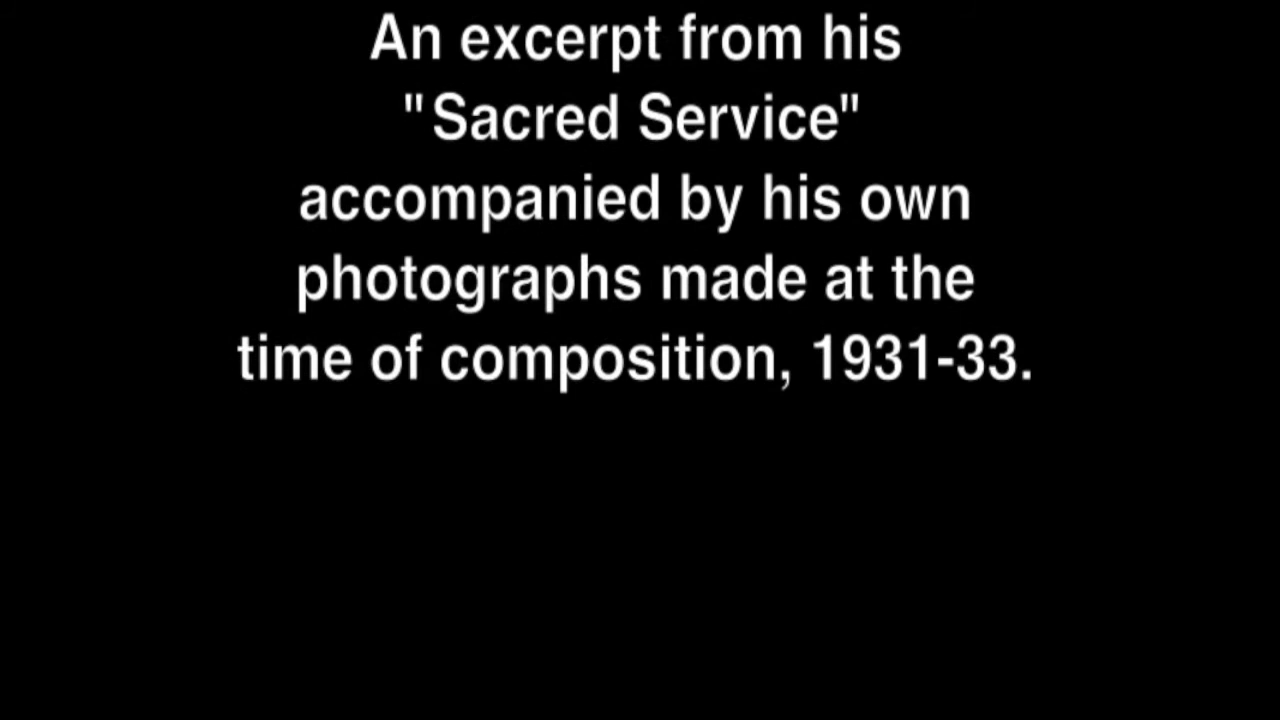 An excerpt from his
"Sacred Service"
accompanied by his own
photographs made at the
time of composition, 1931-33.